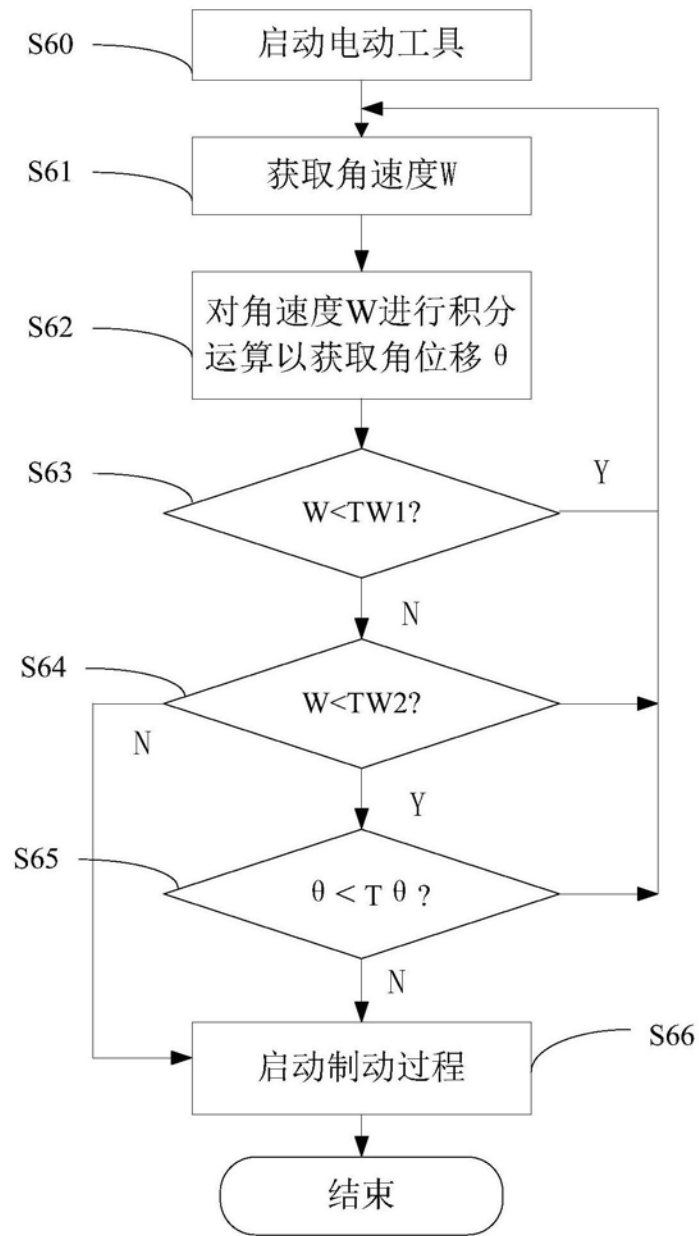 S60
启动电动工具
S61
获取角速度W
S62
对角速度W进行积分
运算以获取角位移θ
S63
W<TW1?
Y
N
S64
W<TW2?
N
Y
S65
θ<Tθ?
N
S66
启动制动过程
结束